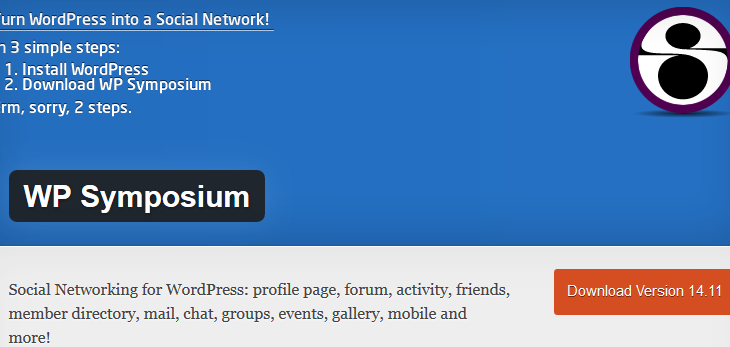 urn WordPress into a Social Network!
n 3 simple steps:
1. Install WordPress
2. Download WP Symposium
rm, sorry, 2 steps.
WP Symposium
Social Networking for WordPress: profile page, forum, activity, friends,
member directory, mail, chat, groups, events, gallery, mobile and
more!
Download Version 14.11